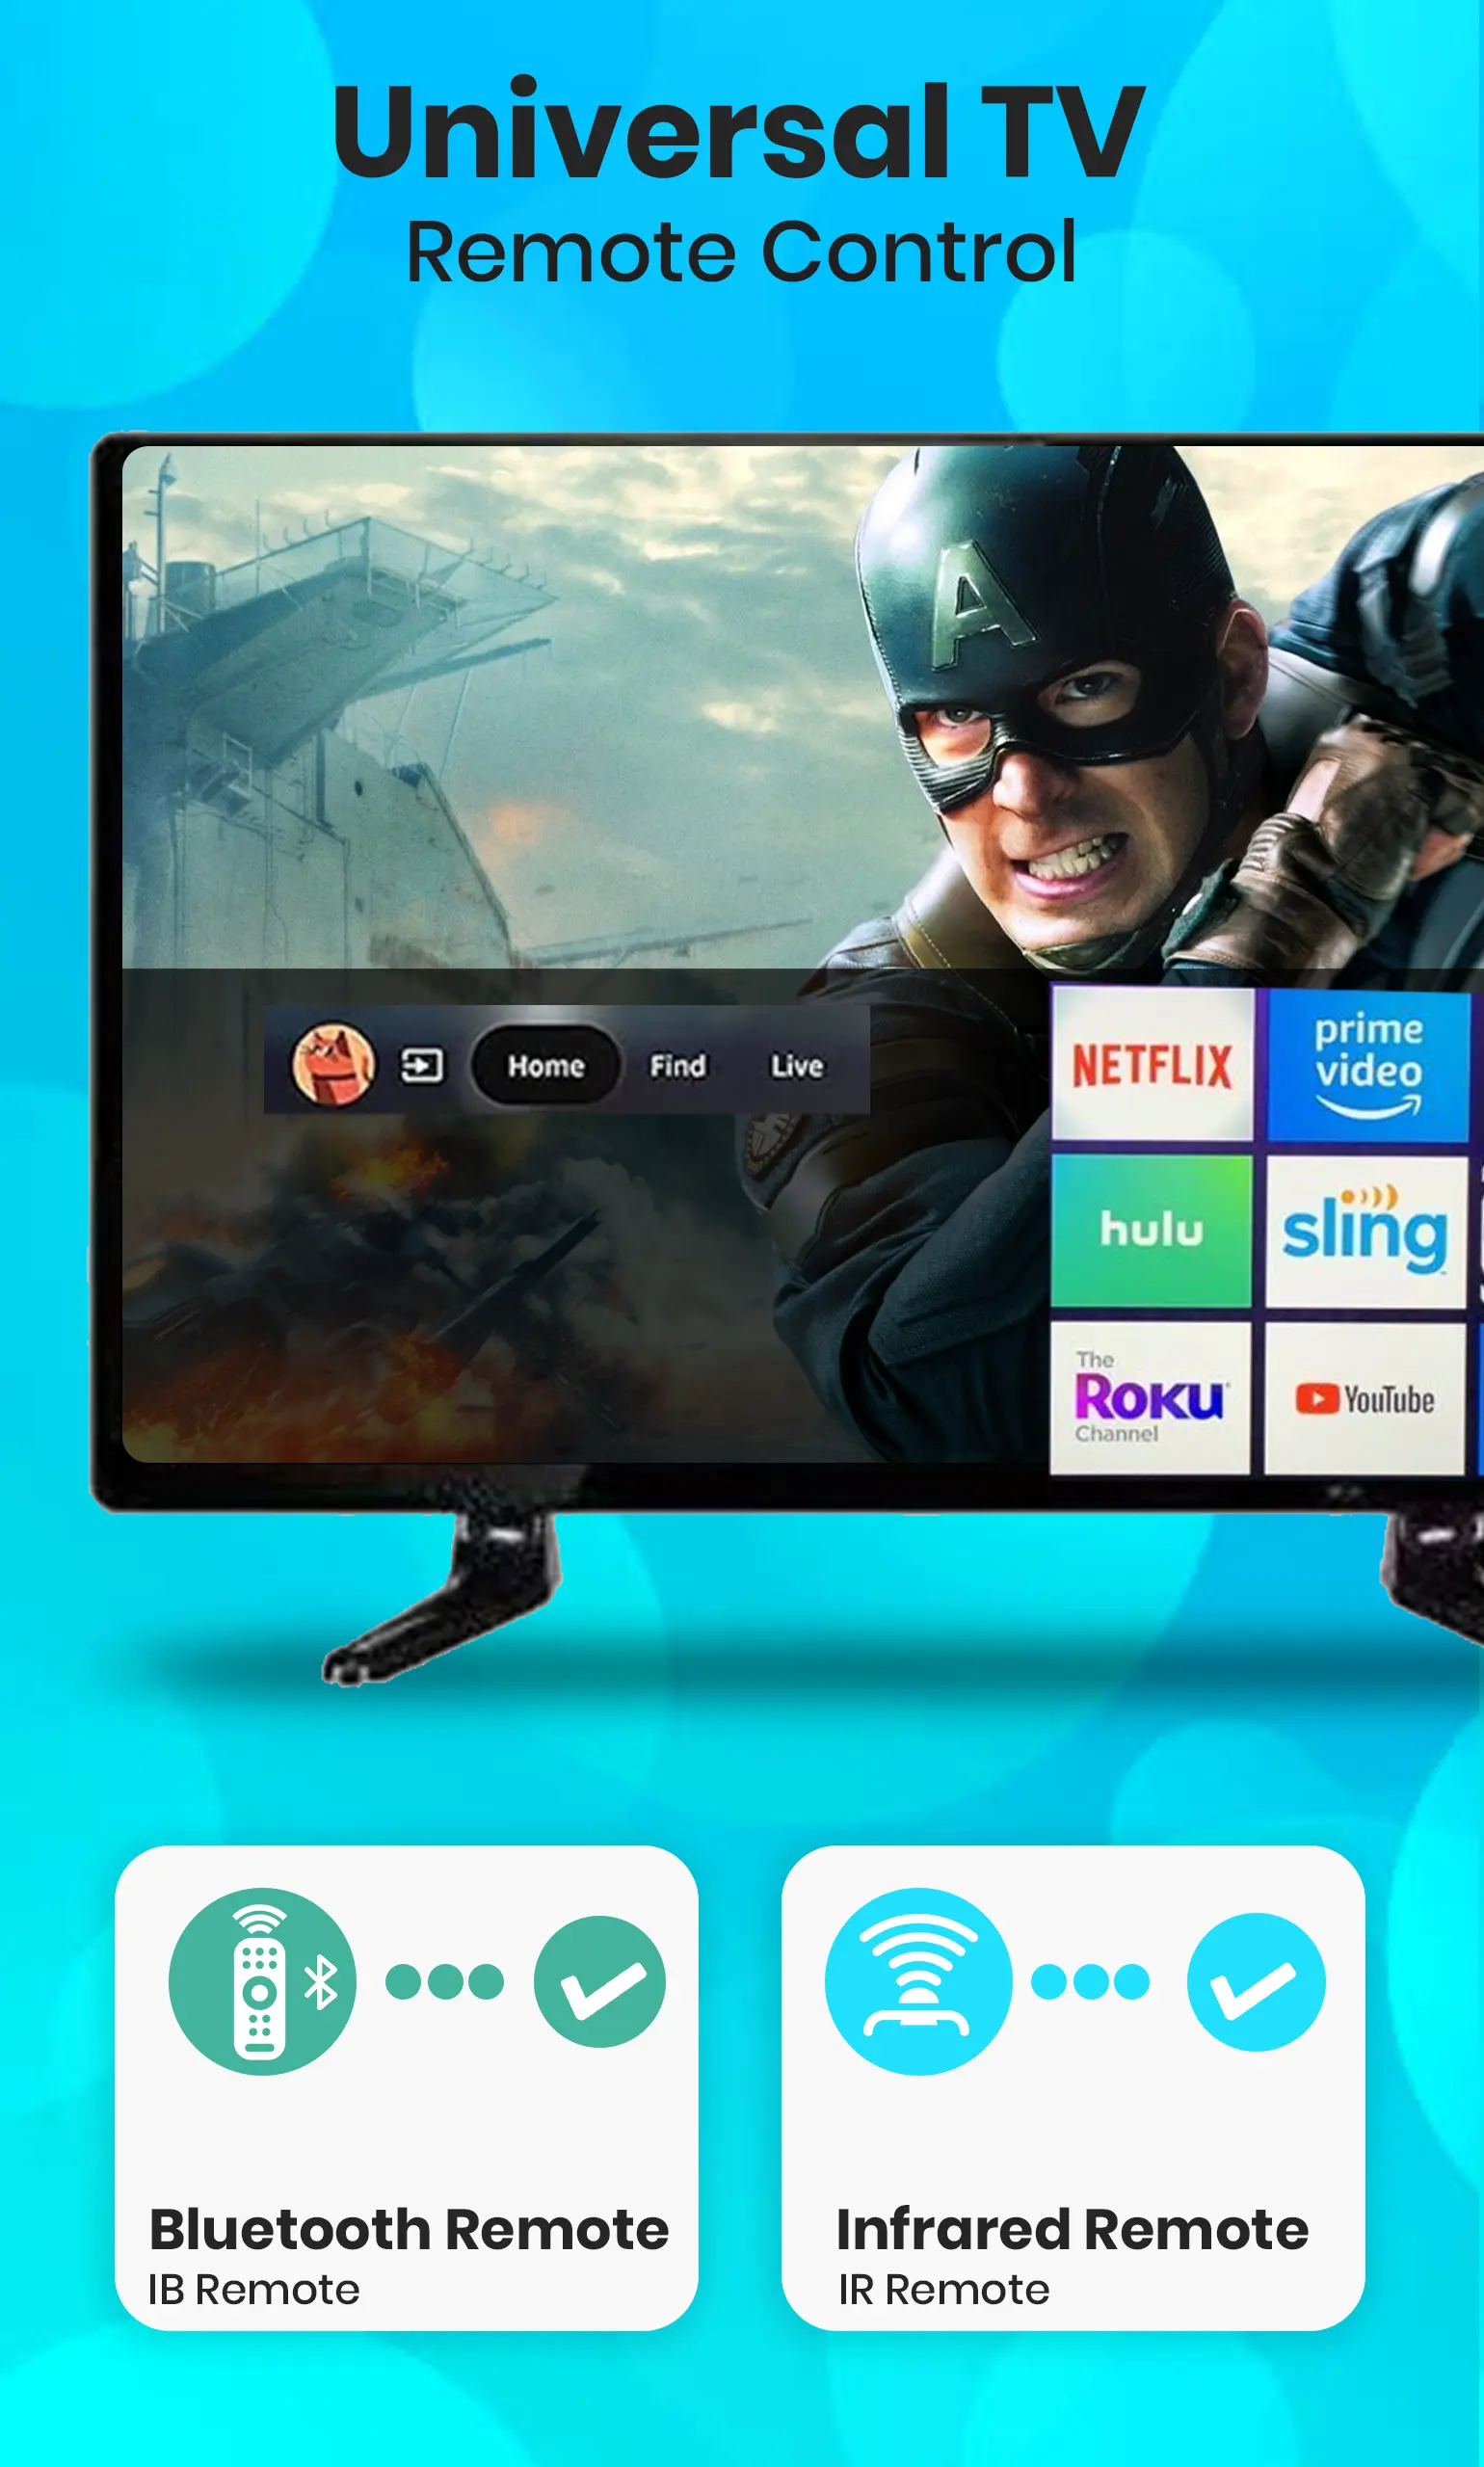 Universal TV
Remote Control
A
Home Find Live
NETFLIX
prime
video
hulu
sling
The
Roku
Channel
YouTube
Bluetooth Remote
IB Remote
Infrared Remote
IR Remote